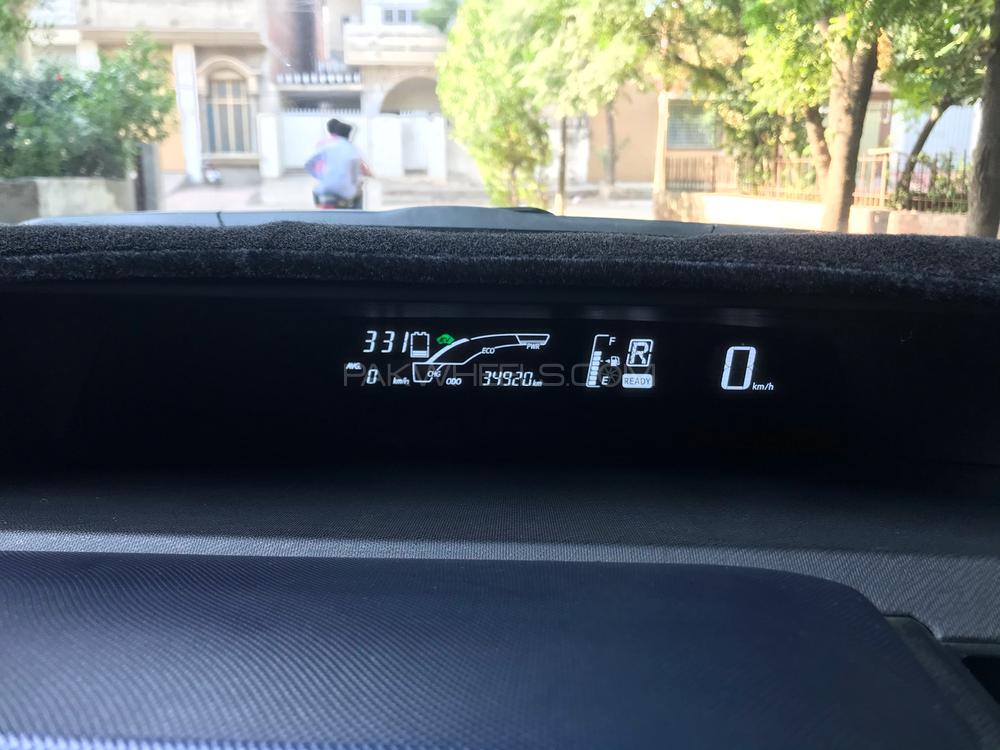 331 ECO PWR F
AVG. 0 km/h CHG ODO 34920 km E R READY 0 km/h
PAKWHEELS.COM